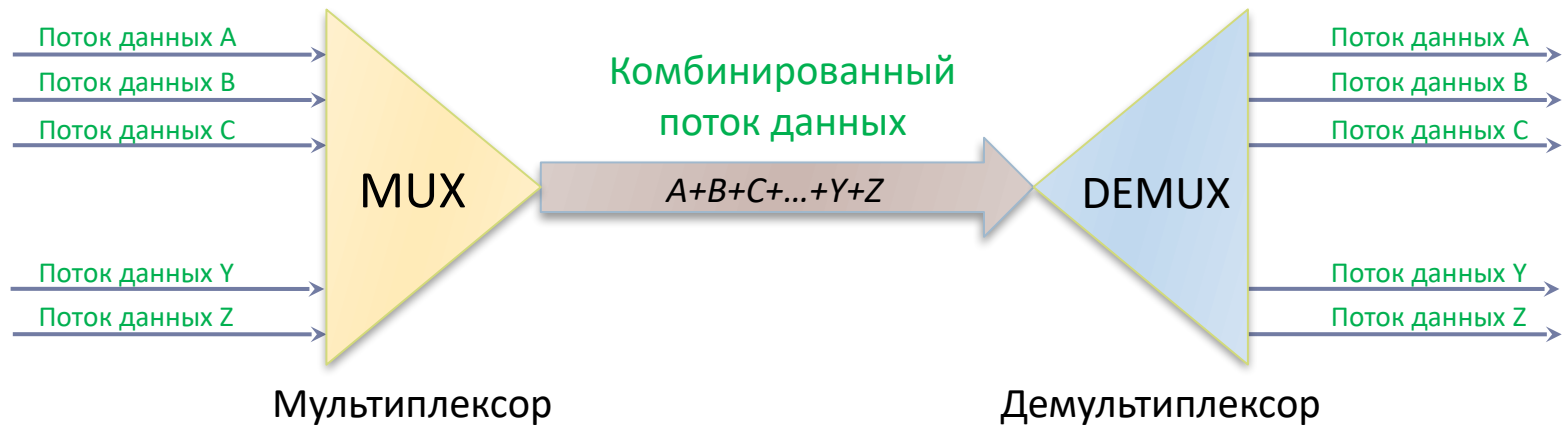 Поток данных A
Поток данных B
Поток данных C
Поток данных Y
Поток данных Z
MUX
Мультиплексор
Комбинированный
поток данных
A+B+C+…+Y+Z
DEMUX
Демультиплексор
Поток данных A
Поток данных B
Поток данных C
Поток данных Y
Поток данных Z